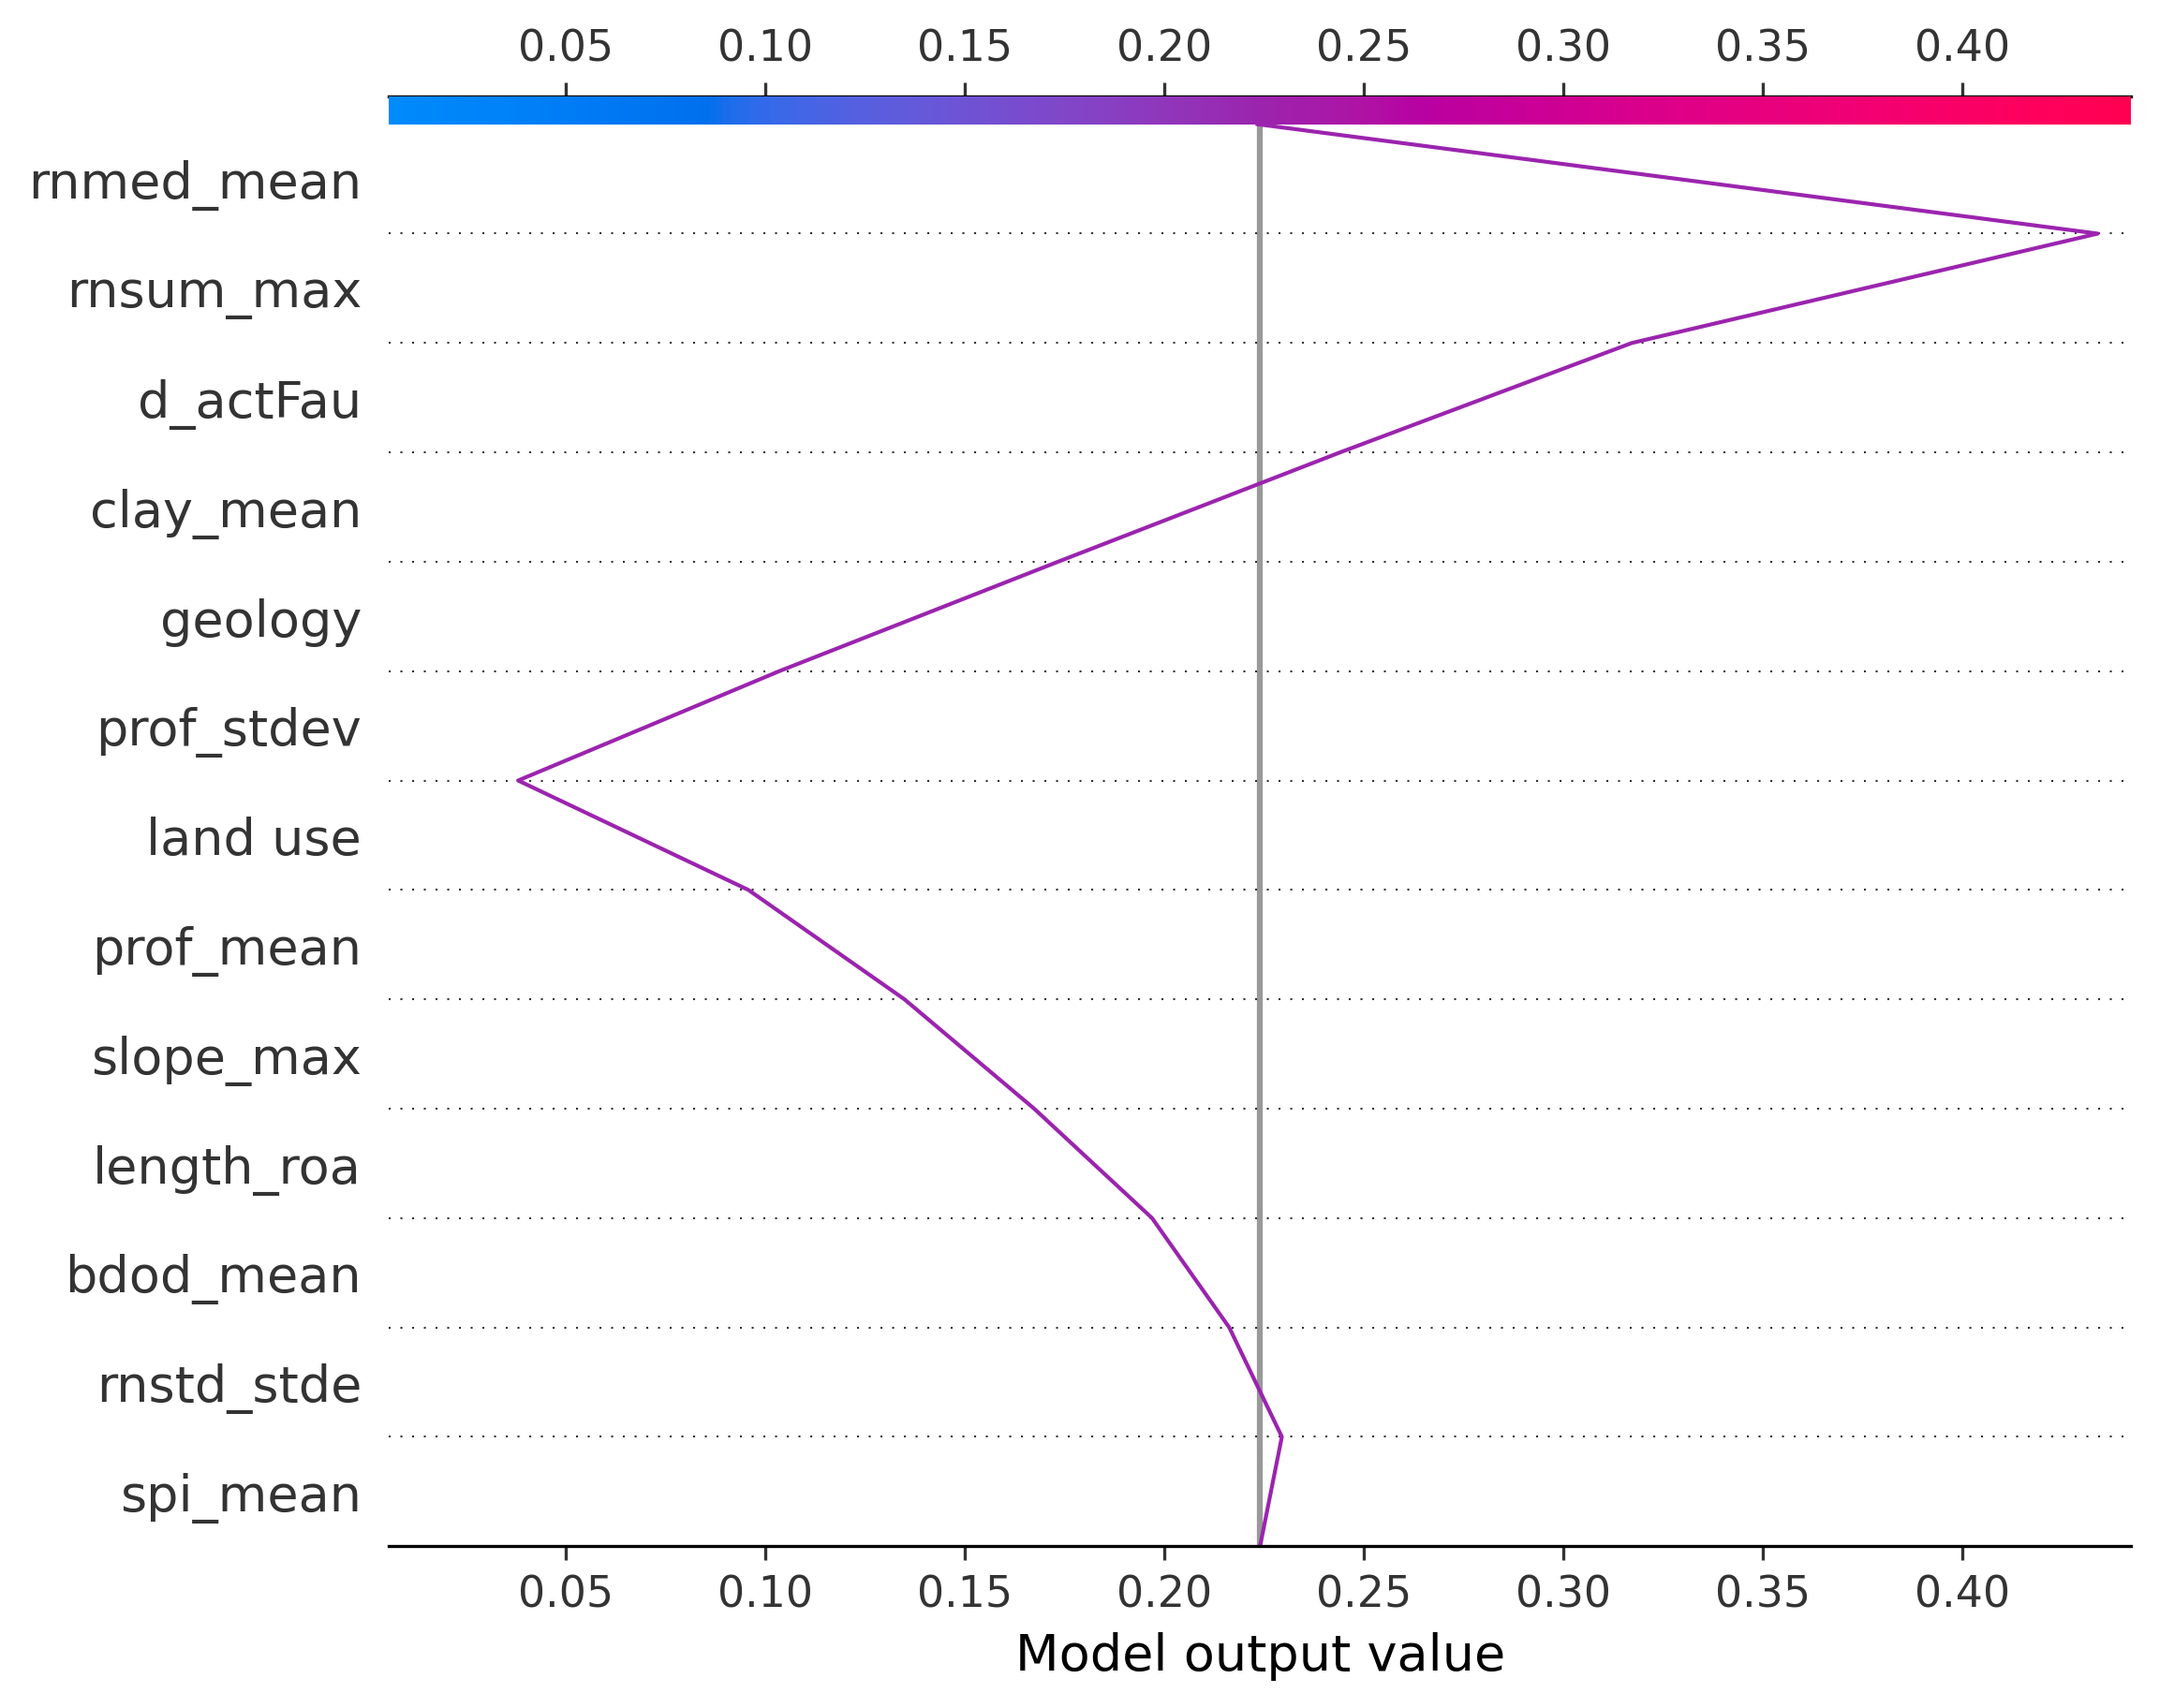 0.05 0.10 0.15 0.20 0.25 0.30 0.35 0.40
rnmed_mean
rnsum_max
d_actFau
clay_mean
geology
prof_stdev
land use
prof_mean
slope_max
length_roa
bdod_mean
rnstd_stde
spi_mean
0.05 0.10 0.15 0.20 0.25 0.30 0.35 0.40
Model output value